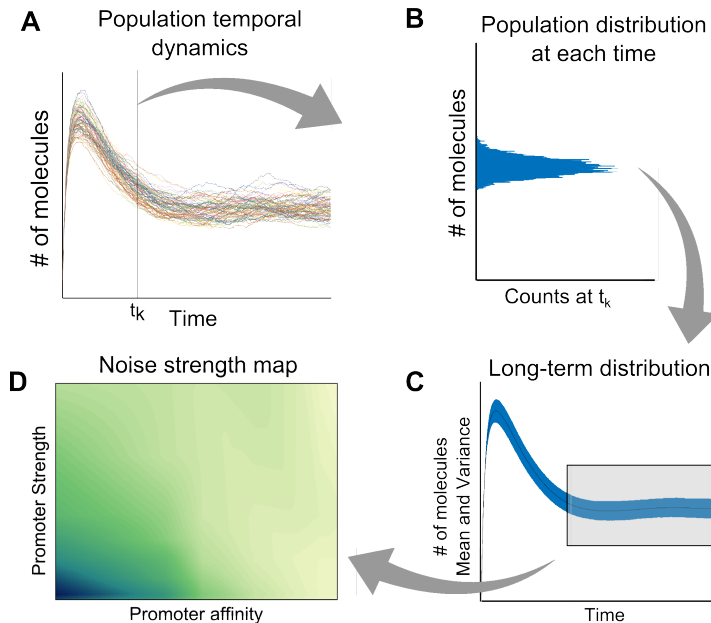 A
Population temporal
dynamics
# of molecules
tk
Time
B
Population distribution
at each time
# of molecules
Counts at tk
D
Noise strength map
Promoter Strength
Promoter affinity
C
Long-term distribution
# of molecules
Mean and Variance
Time